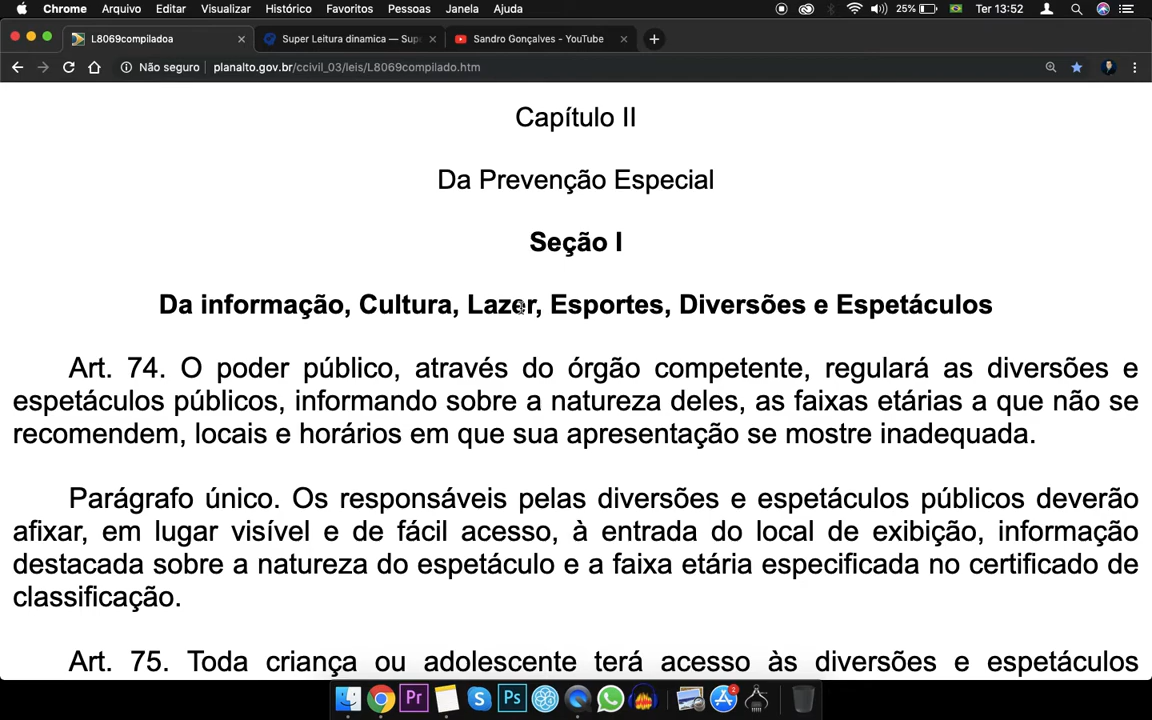 Chrome Arquivo Editar Visualizar Histórico Favoritos Pessoas Janela Ajuda 25% Ter 13:52
L8069compiladoa Super Leitura dinamica — Sup Sandro Gonçalves - YouTube
Não seguro planalto.gov.br/ccivil_03/leis/L8069compilado.htm
Capítulo II
Da Prevenção Especial
Seção I
Da informação, Cultura, Lazer, Esportes, Diversões e Espetáculos
Art. 74. O poder público, através do órgão competente, regulará as diversões e
espetáculos públicos, informando sobre a natureza deles, as faixas etárias a que não se
recomendem, locais e horários em que sua apresentação se mostre inadequada.
Parágrafo único. Os responsáveis pelas diversões e espetáculos públicos deverão
afixar, em lugar visível e de fácil acesso, à entrada do local de exibição, informação
destacada sobre a natureza do espetáculo e a faixa etária especificada no certificado de
classificação.
Art. 75. Toda criança ou adolescente terá acesso às diversões e espetáculos
Pr Ps 2